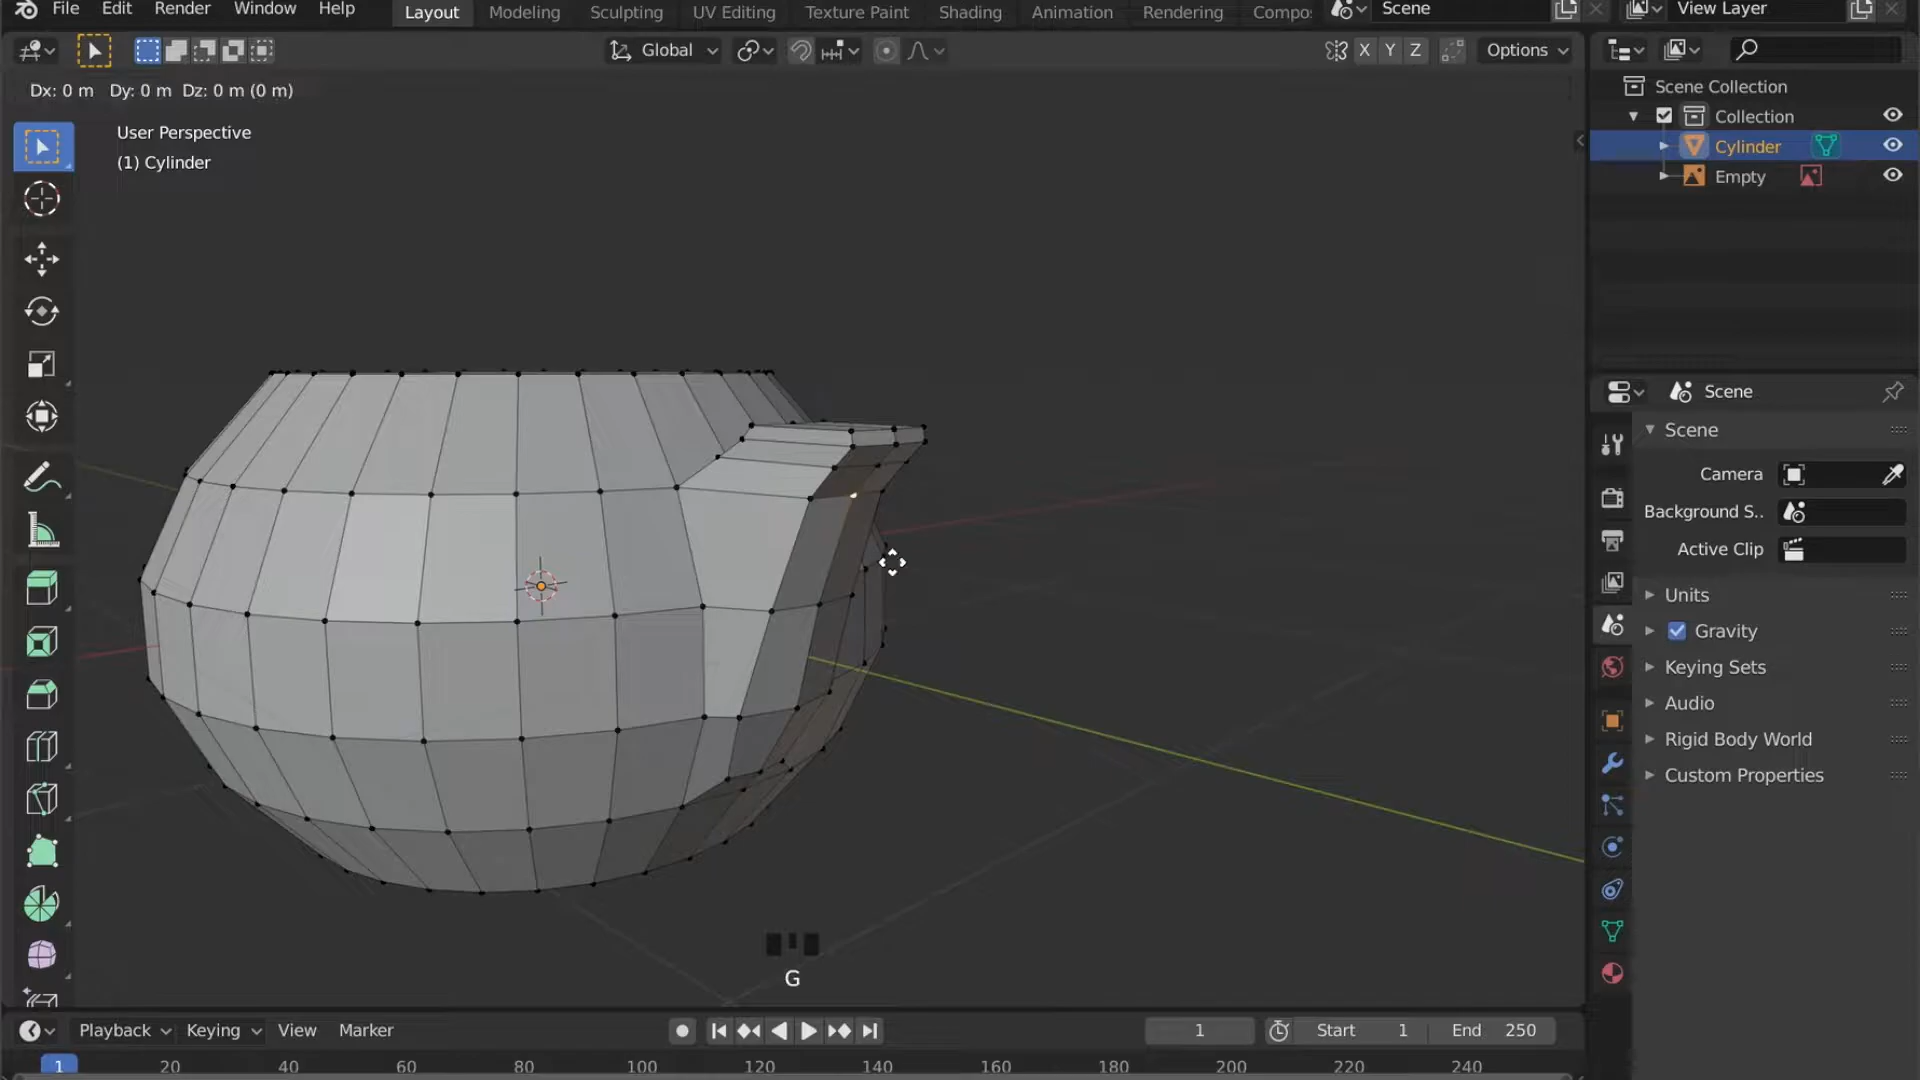 File Edit Render Window Help Layout Modeling Sculpting UV Editing Texture Paint Shading Animation Rendering Compo Scene View Layer
Global X Y Z Options
Dx: 0 m Dy: 0 m Dz: 0 m (0 m)
User Perspective
(1) Cylinder
Scene Collection
Collection
Cylinder
Empty
Scene
Scene
Camera
Background S..
Active Clip
Units
Gravity
Keying Sets
Audio
Rigid Body World
Custom Properties
G
Playback Keying View Marker 1 Start 1 End 250
1 20 40 60 80 100 120 140 160 180 200 220 240